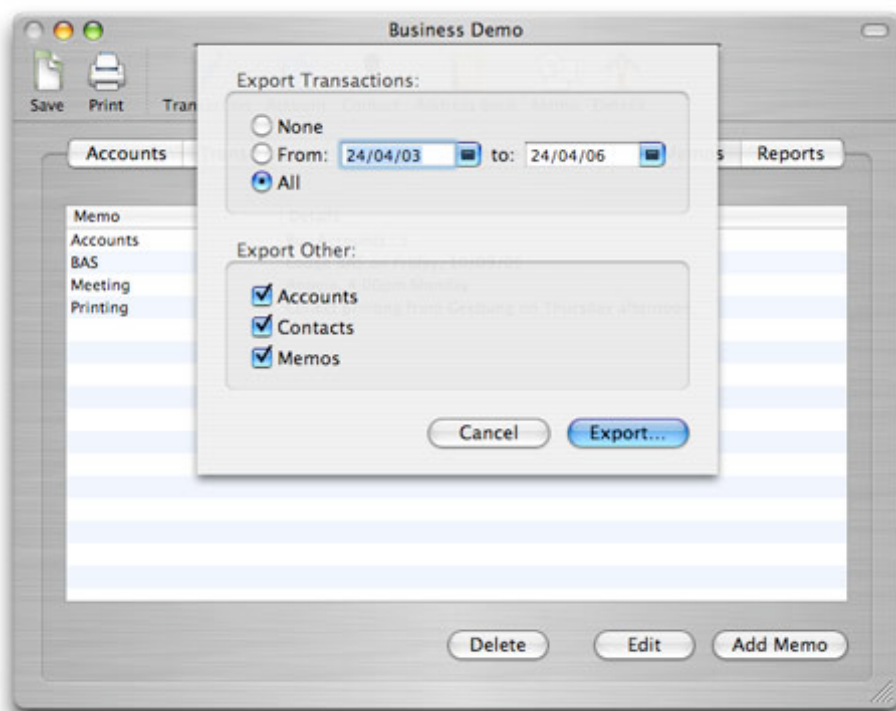 Business Demo
Save Print Tran
Export Transactions:
None
From: 24/04/03 to: 24/04/06
All
Accounts s Reports
Memo
Accounts
BAS
Meeting
Printing
Export Other:
Accounts
Contacts
Memos
Cancel Export...
Delete Edit Add Memo